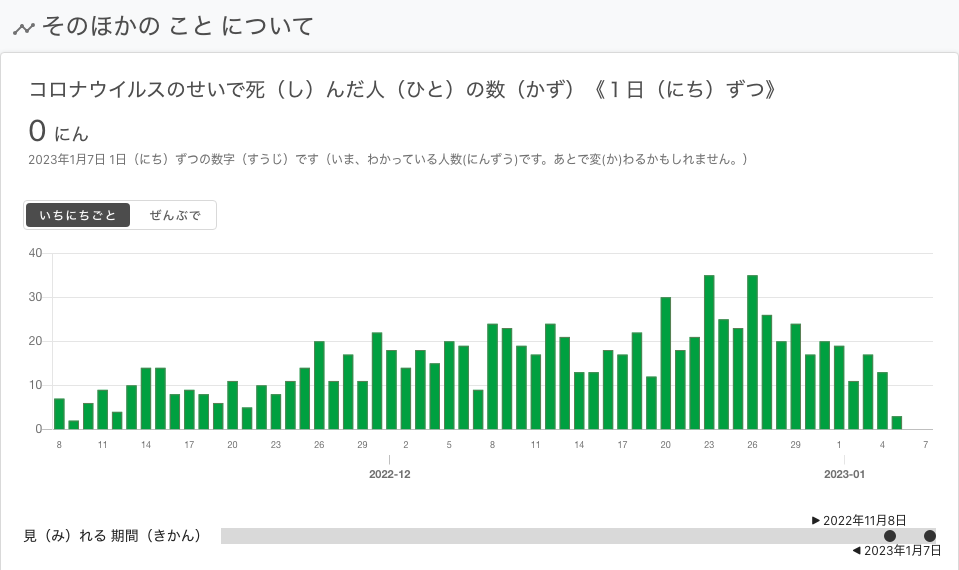 そのほかの こと について
コロナウイルスのせいで死（し）んだ人（ひと）の数（かず）《１日（にち）ずつ》
0 にん
2023年1月7日 1日（にち）ずつの数字（すうじ）です（いま、わかっている人数(にんずう)です。あとで変(か)わるかもしれません。）
いちにちごと ぜんぶで
40
30
20
10
0
8 11 14 17 20 23 26 29 2 5 8 11 14 17 20 23 26 29 1 4 7
2022-12 2023-01
▶ 2022年11月8日
見（み）れる 期間（きかん）
◀ 2023年1月7日